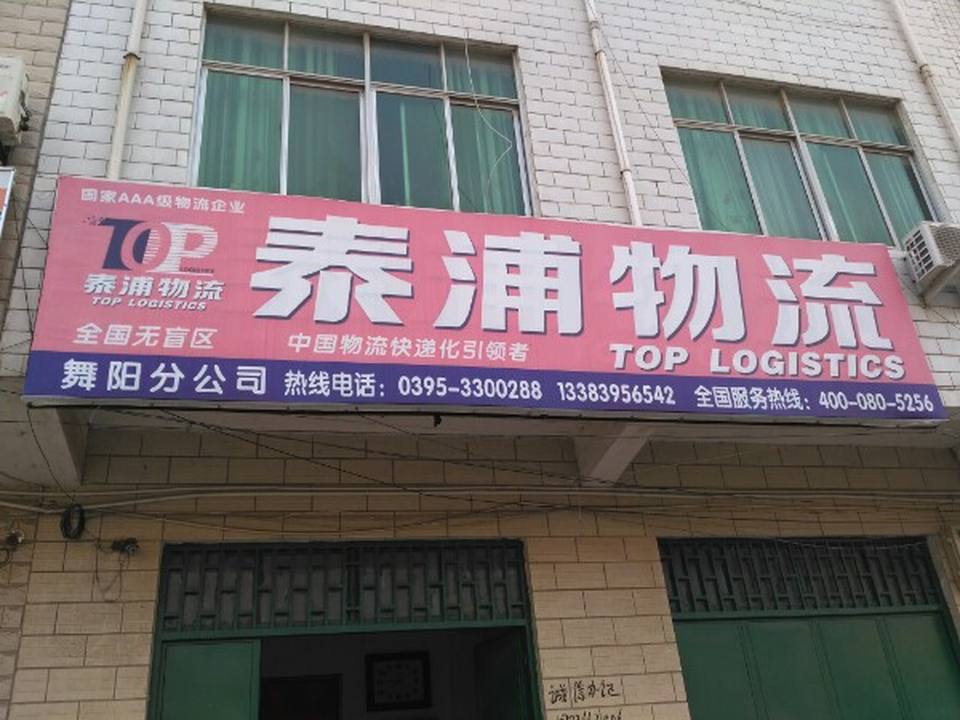 国家AAA级物流企业
TOP
LOGISTICS
泰浦物流
TOP LOGISTICS
全国无盲区
泰浦物流
中国物流快递化引领者
TOP LOGISTICS
舞阳分公司 热线电话：0395-3300288 13383956542 全国服务热线：400-080-5256